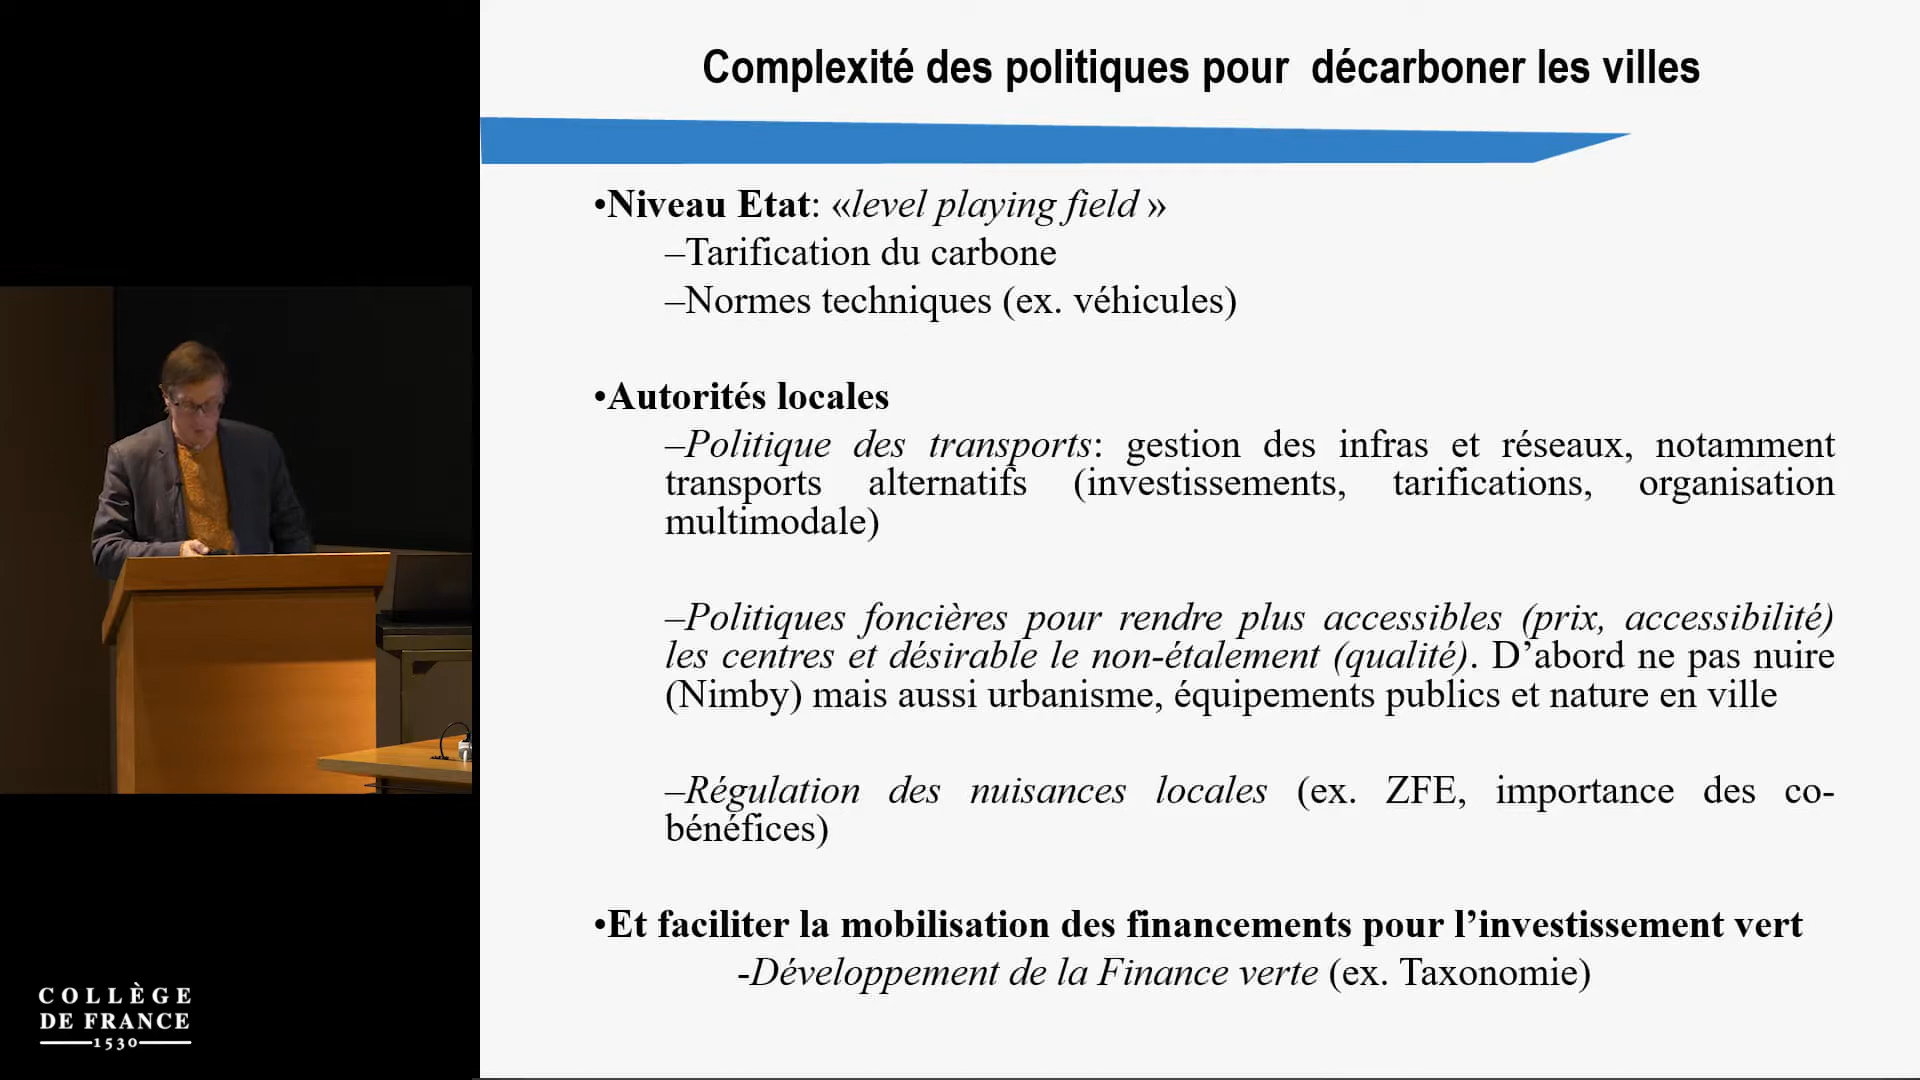 Complexité des politiques pour décarboner les villes
•Niveau Etat: «level playing field »
–Tarification du carbone
–Normes techniques (ex. véhicules)
•Autorités locales
–Politique des transports: gestion des infras et réseaux, notamment
transports alternatifs (investissements, tarifications, organisation
multimodale)
–Politiques foncières pour rendre plus accessibles (prix, accessibilité)
les centres et désirable le non-étalement (qualité). D’abord ne pas nuire
(Nimby) mais aussi urbanisme, équipements publics et nature en ville
–Régulation des nuisances locales (ex. ZFE, importance des co-
bénéfices)
•Et faciliter la mobilisation des financements pour l’investissement vert
-Développement de la Finance verte (ex. Taxonomie)
COLLÈGE
DE FRANCE
1530